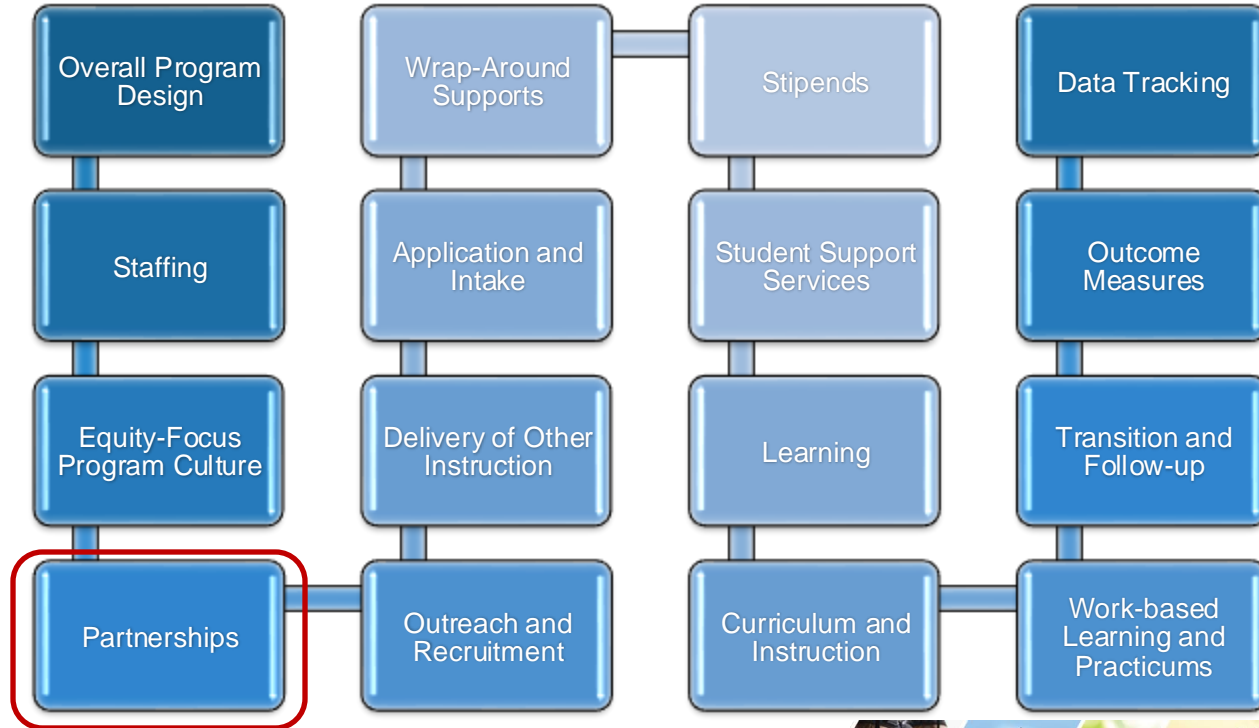 Overall Program
Design
Staffing
Equity-Focus
Program Culture
Partnerships
Outreach and
Recruitment
Delivery of Other
Instruction
Application and
Intake
Wrap-Around
Supports
Stipends
Student Support
Services
Learning
Curriculum and
Instruction
Work-based
Learning and
Practicums
Transition and
Follow-up
Outcome
Measures
Data Tracking